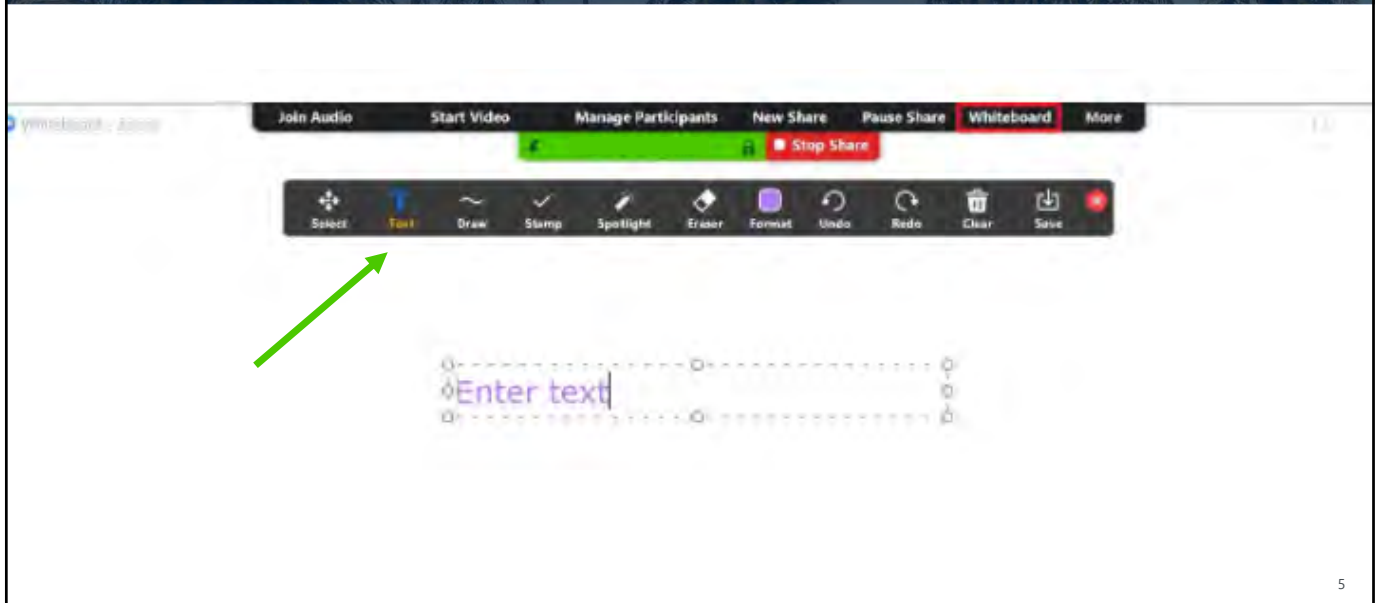 Join Audio Start Video Manage Participants New Share Pause Share Whiteboard More
Stop Share
Select Text Draw Stamp Spotlight Eraser Format Undo Redo Clear Save
Enter text
5